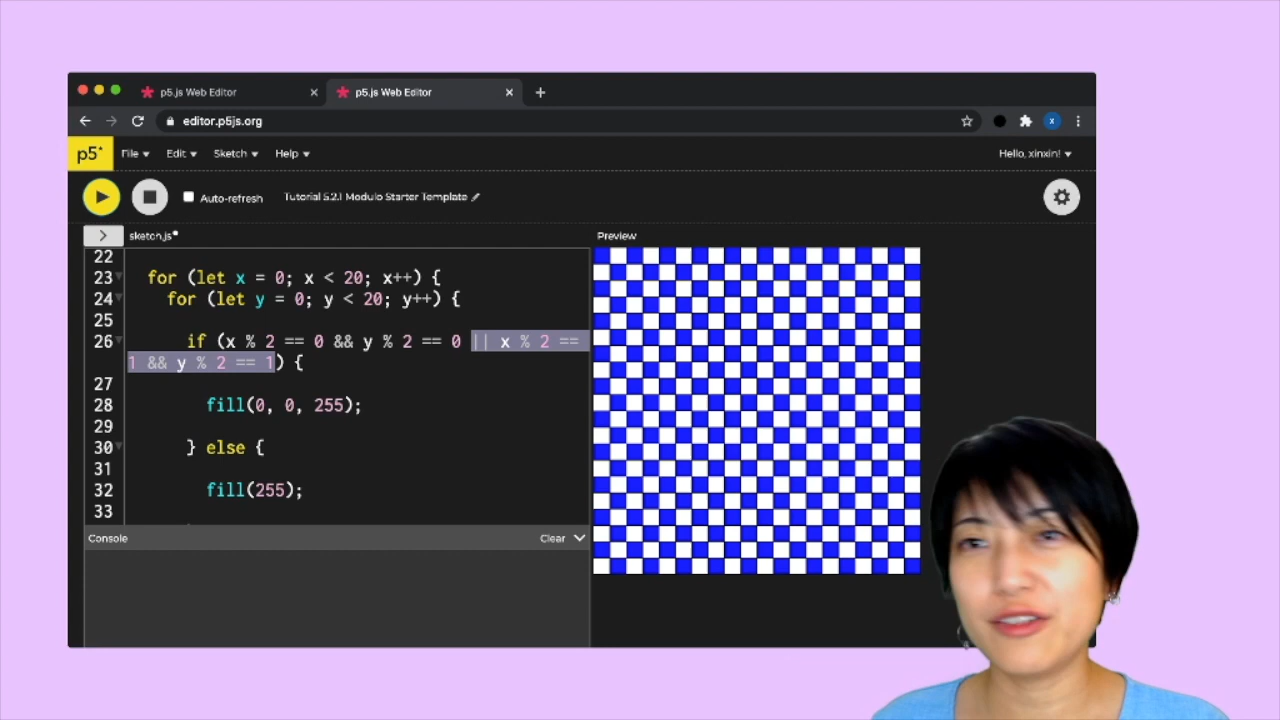 p5.js Web Editor
p5.js Web Editor
editor.p5js.org
X
p5*
File
Edit
Sketch
Help
Hello, xinxin!
Auto-refresh
Tutorial 5.2.1 Modulo Starter Template
sketch.js
Preview
22
23 for (let x = 0; x < 20; x++) {
24 for (let y = 0; y < 20; y++) {
25
26 if (x % 2 == 0 && y % 2 == 0 || x % 2 ==
1 && y % 2 == 1) {
27
28 fill(0, 0, 255);
29
30 } else {
31
32 fill(255);
33
Console
Clear